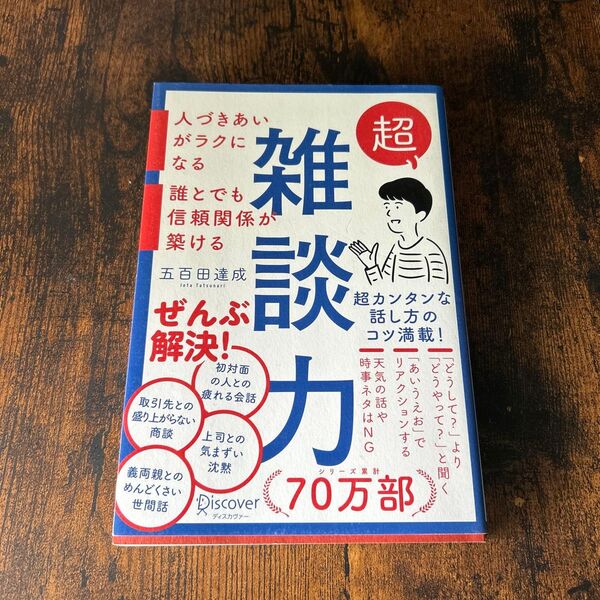 超
雑談力
人づきあい
がラクに
なる
誰とでも
信頼関係が
築ける
五百田達成
Iota Tatsunari
超カンタンな
話し方の
コツ満載!
ぜんぶ
解決!
初対面
の人との
疲れる会話
取引先との
盛り上がらない
商談
上司との
気まずい
沈黙
義両親との
めんどくさい
世間話
「どうして?」より
「どうやって?」と聞く
「あいうえお」で
リアクションする
天気の話や
時事ネタはNG
シリーズ累計
70万部
Discover
ディスカヴァー